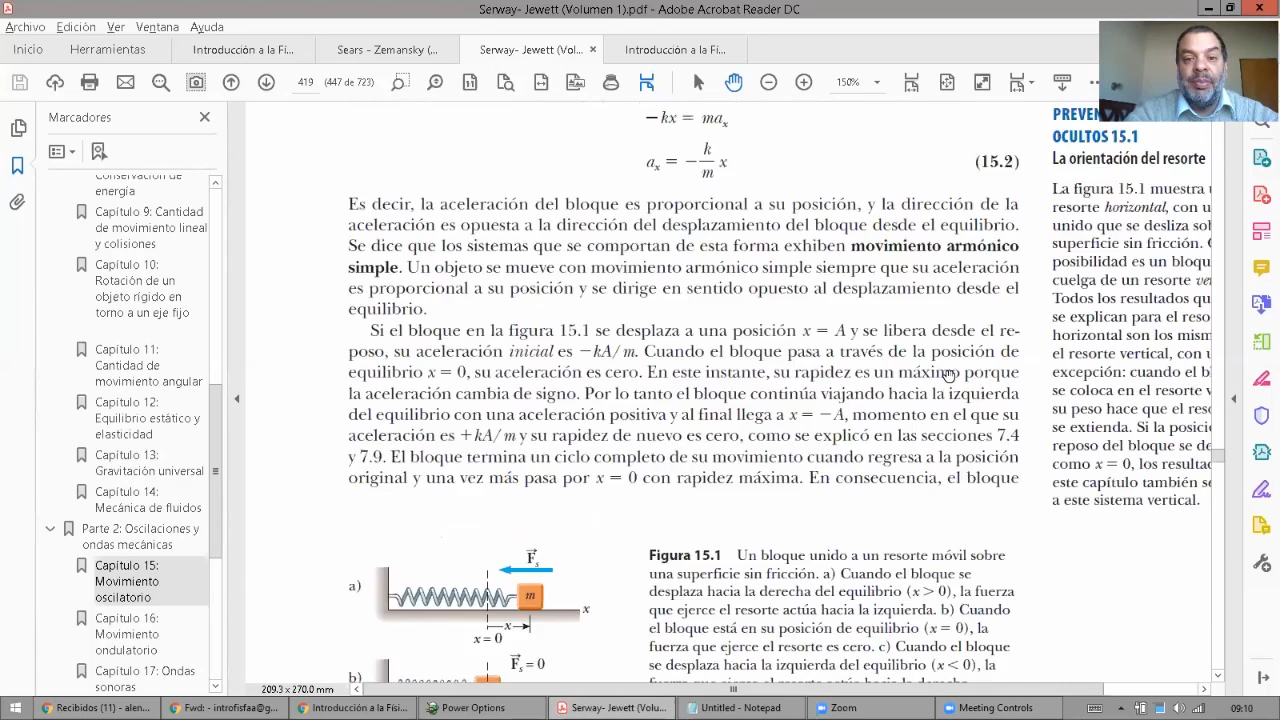 Serway- Jewett (Volumen 1).pdf - Adobe Acrobat Reader DC
Archivo Edición Ver Ventana Ayuda
Inicio Herramientas Introducción a la Fí... Sears - Zemansky (... Serway- Jewett (Vol... × Introducción a la Fí...
419 (447 de 723) 150%
Marcadores
Conservación de
energía
Capítulo 9: Cantidad
de movimiento lineal
y colisiones
Capítulo 10:
Rotación de
un objeto rígido en
torno a un eje fijo
Capítulo 11:
Cantidad de
movimiento angular
Capítulo 12:
Equilibrio estático y
elasticidad
Capítulo 13:
Gravitación universal
Capítulo 14:
Mecánica de fluidos
Parte 2: Oscilaciones y
ondas mecánicas
Capítulo 15:
Movimiento
oscilatorio
Capítulo 16:
Movimiento
ondulatorio
Capítulo 17: Ondas
sonoras
−kx = maₓ
aₓ = −k/m x (15.2)
Es decir, la aceleración del bloque es proporcional a su posición, y la dirección de la
aceleración es opuesta a la dirección del desplazamiento del bloque desde el equilibrio.
Se dice que los sistemas que se comportan de esta forma exhiben movimiento armónico
simple. Un objeto se mueve con movimiento armónico simple siempre que su aceleración
es proporcional a su posición y se dirige en sentido opuesto al desplazamiento desde el
equilibrio.
Si el bloque en la figura 15.1 se desplaza a una posición x = A y se libera desde el re-
poso, su aceleración inicial es −kA/m. Cuando el bloque pasa a través de la posición de
equilibrio x = 0, su aceleración es cero. En este instante, su rapidez es un máximo porque
la aceleración cambia de signo. Por lo tanto el bloque continúa viajando hacia la izquierda
del equilibrio con una aceleración positiva y al final llega a x = −A, momento en el que su
aceleración es +kA/m y su rapidez de nuevo es cero, como se explicó en las secciones 7.4
y 7.9. El bloque termina un ciclo completo de su movimiento cuando regresa a la posición
original y una vez más pasa por x = 0 con rapidez máxima. En consecuencia, el bloque
a) F⃗s m x
x
x = 0
b) F⃗s = 0
Figura 15.1 Un bloque unido a un resorte móvil sobre
una superficie sin fricción. a) Cuando el bloque se
desplaza hacia la derecha del equilibrio (x > 0), la fuerza
que ejerce el resorte actúa hacia la izquierda. b) Cuando
el bloque está en su posición de equilibrio (x = 0), la
fuerza que ejerce el resorte es cero. c) Cuando el bloque
se desplaza hacia la izquierda del equilibrio (x < 0), la
PREVEN
OCULTOS 15.1
La orientación del resorte
La figura 15.1 muestra u
resorte horizontal, con u
unido que se desliza sob
superficie sin fricción. O
posibilidad es un bloqu
cuelga de un resorte ver
Todos los resultados qu
se explican para el reso
horizontal son los mism
el resorte vertical, con u
excepción: cuando el b
se coloca en el resorte v
su peso hace que el reso
se extienda. Si la posició
reposo del bloque se de
como x = 0, los resultad
este capítulo también se
a este sistema vertical.
209.3 x 270.0 mm
Recibidos (11) - alen... Fwd: - introfisita@g... Introducción a la Fís... Power Options Serway- Jewett (Volu... Untitled - Notepad Zoom Meeting Controls 09:10